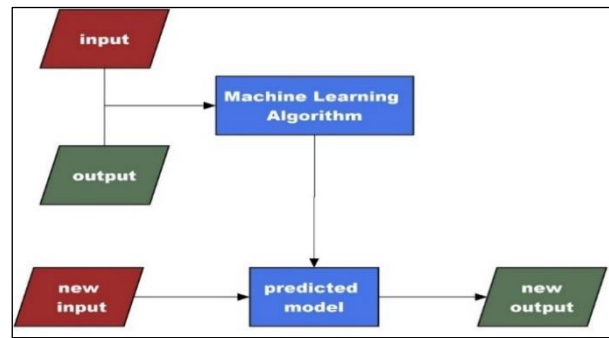 input
Machine Learning
Algorithm
output
new
input
predicted
model
new
output